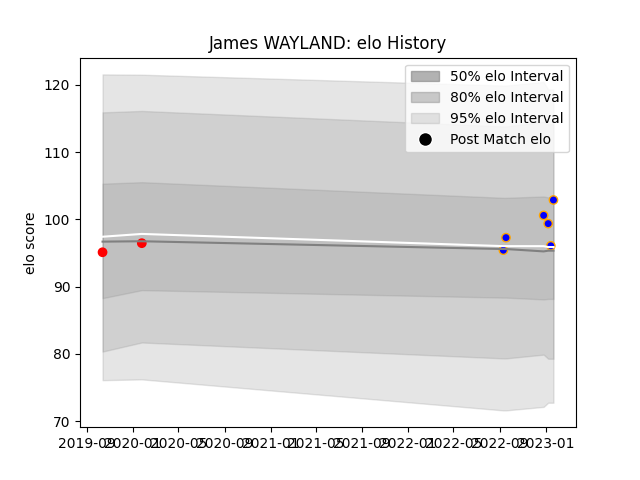 James WAYLAND: elo History
50% elo Interval
80% elo Interval
95% elo Interval
Post Match elo
elo score
120
110
100
90
80
70
2019-09 2020-01 2020-05 2020-09 2021-01 2021-05 2021-09 2022-01 2022-05 2022-09 2023-01